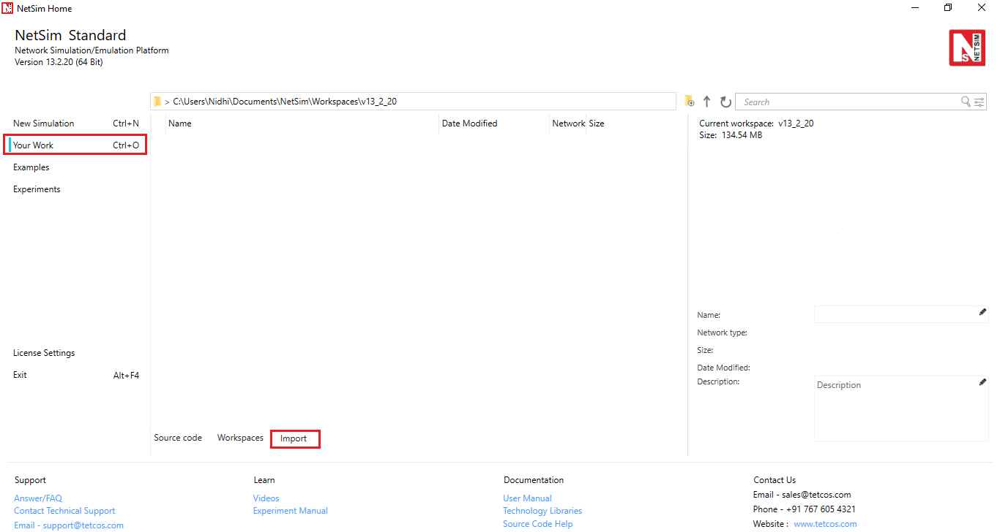 NetSim Home
NetSim Standard
Network Simulation/Emulation Platform
Version 13.2.20 (64 Bit)
NETSIM
> C:\Users\Nidhi\Documents\NetSim\Workspaces\v13_2_20
Search
New Simulation Ctrl+N
Your Work Ctrl+O
Examples
Experiments
License Settings
Exit Alt+F4
Name Date Modified Network Size
Current workspace: v13_2_20
Size: 134.54 MB
Name:
Network type:
Size:
Date Modified:
Description:
Description
Source code Workspaces Import
Support
Answer/FAQ
Contact Technical Support
Email - support@tetcos.com
Learn
Videos
Experiment Manual
Documentation
User Manual
Technology Libraries
Source Code Help
Contact Us
Email - sales@tetcos.com
Phone - +91 767 605 4321
Website : www.tetcos.com